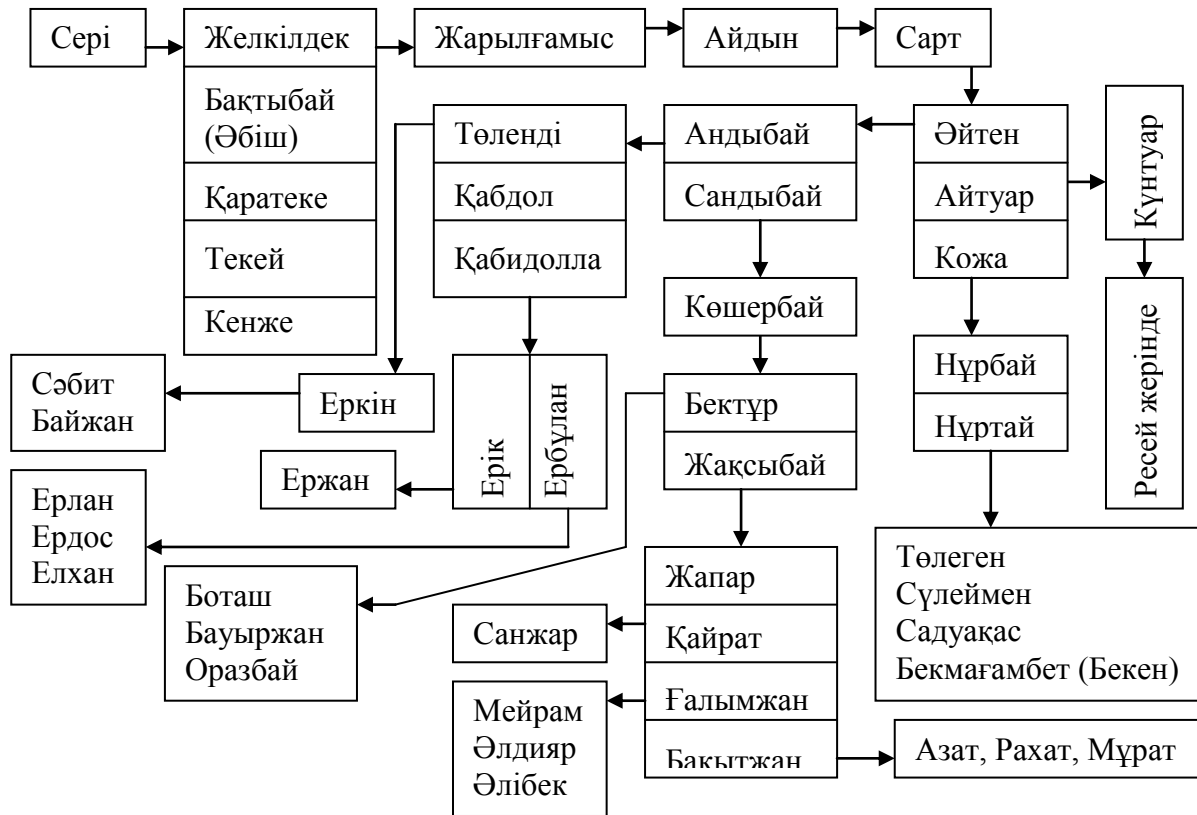 Сері
Желкілдек
Жарылғамыс
Айдын
Сарт
Бақтыбай
(Әбіш)
Қаратеке
Текей
Кенже
Төленді
Қабдол
Қабидолла
Андыбай
Сандыбай
Әйтен
Айтуар
Кожа
Күнтуар
Көшербай
Ресей жерінде
Нұрбай
Нұртай
Сәбит
Байжан
Еркін
Ерік
Ербұлан
Бектұр
Жақсыбай
Ержан
Ерлан
Ердос
Елхан
Боташ
Бауыржан
Оразбай
Санжар
Жапар
Қайрат
Ғалымжан
Бақытжан
Төлеген
Сүлеймен
Садуақас
Бекмағамбет (Бекен)
Мейрам
Әлдияр
Әлібек
Азат, Рахат, Мұрат